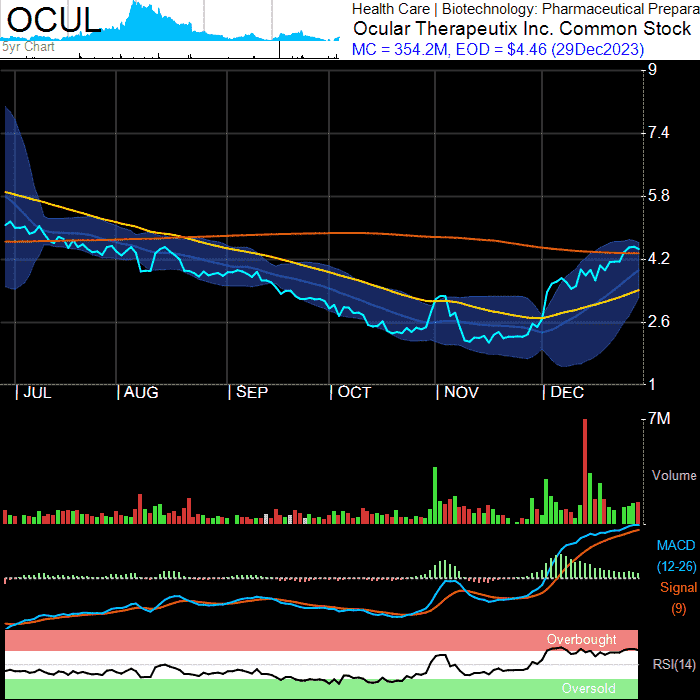 OCUL
5yr Chart
Health Care | Biotechnology: Pharmaceutical Prepara
Ocular Therapeutix Inc. Common Stock
MC = 354.2M, EOD = $4.46 (29Dec2023)
9
7.4
5.8
4.2
2.6
1
JUL AUG SEP OCT NOV DEC
7M
Volume
MACD
(12-26)
Signal
(9)
Overbought
RSI(14)
Oversold